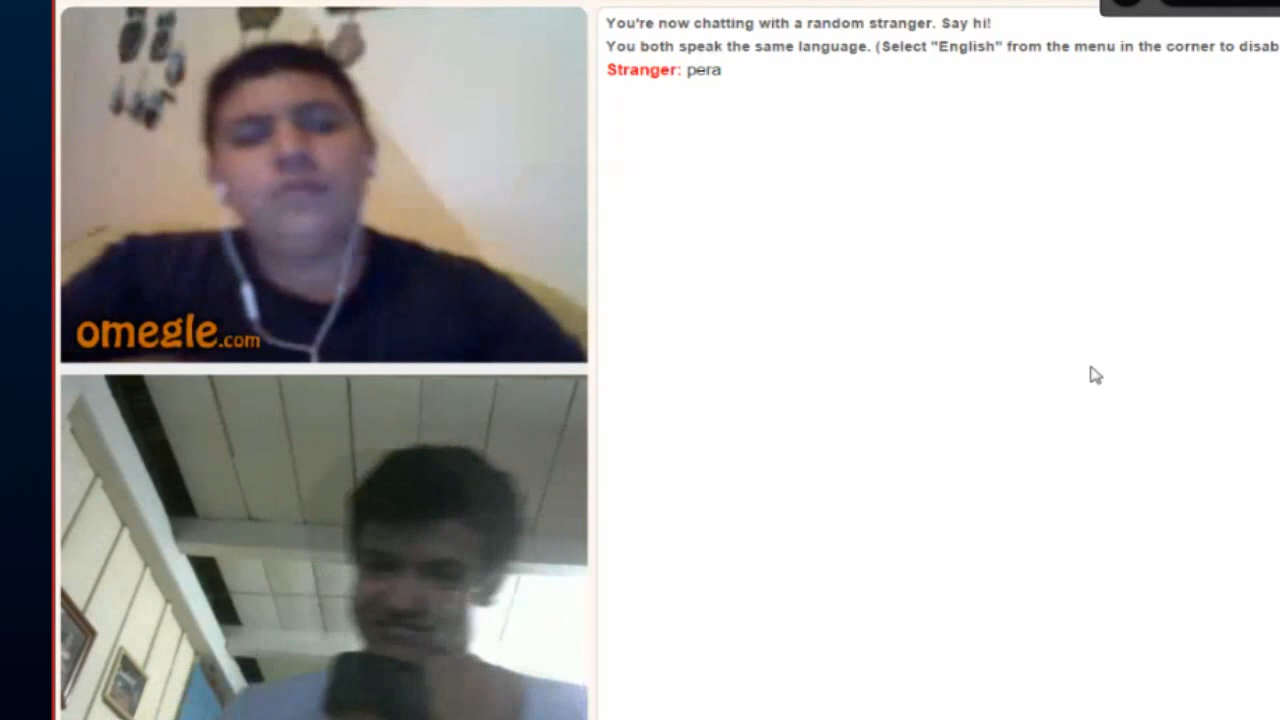 You're now chatting with a random stranger. Say hi!
You both speak the same language. (Select "English" from the menu in the corner to disab
Stranger: pera
omegle.com